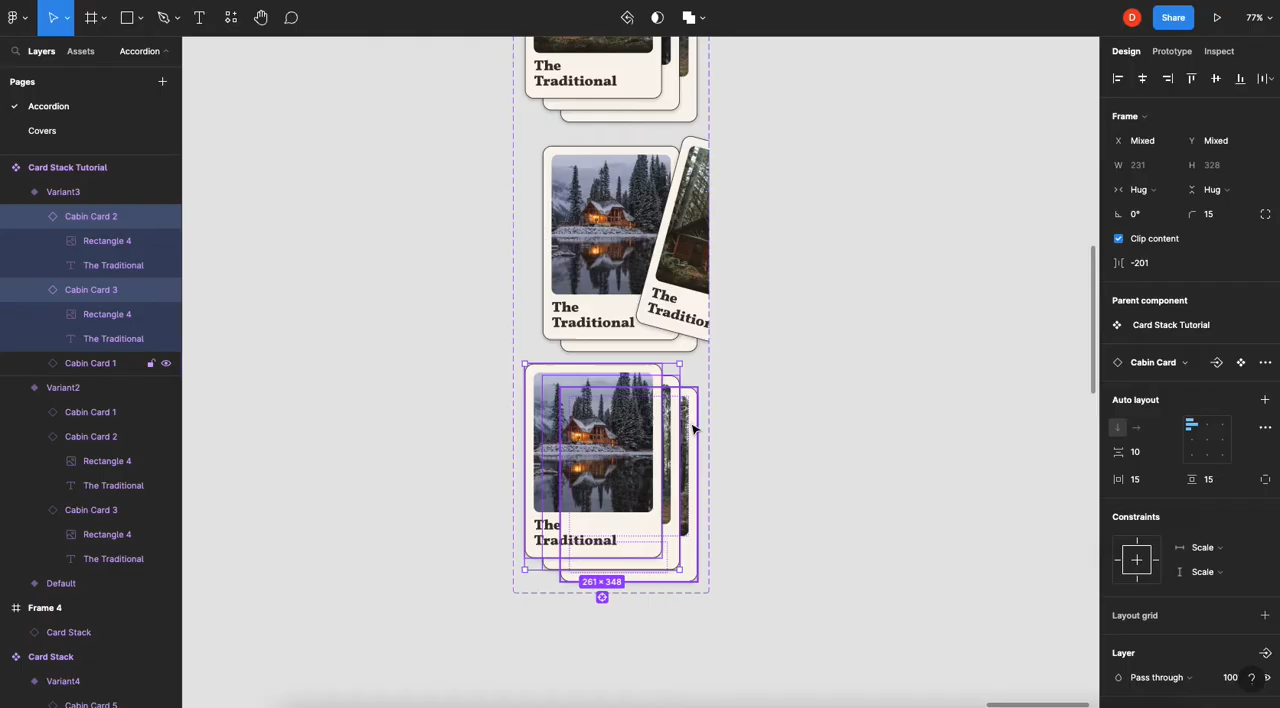 D
Share
77%
Layers
Assets
Accordion
Pages
Accordion
Covers
Card Stack Tutorial
Variant3
Cabin Card 2
Rectangle 4
The Traditional
Cabin Card 3
Rectangle 4
The Traditional
Cabin Card 1
Variant2
Cabin Card 1
Cabin Card 2
Rectangle 4
The Traditional
Cabin Card 3
Rectangle 4
The Traditional
Default
Frame 4
Card Stack
Card Stack
Variant4
Cabin Card 5
The
Traditional
The
Traditional
The
Tradition
The
Traditional
261 × 348
Design
Prototype
Inspect
Frame
X Mixed
Y Mixed
W 231
H 328
Hug
Hug
0°
15
Clip content
-201
Parent component
Card Stack Tutorial
Cabin Card
Auto layout
10
15
15
Constraints
Scale
Scale
Layout grid
Layer
Pass through
100
?